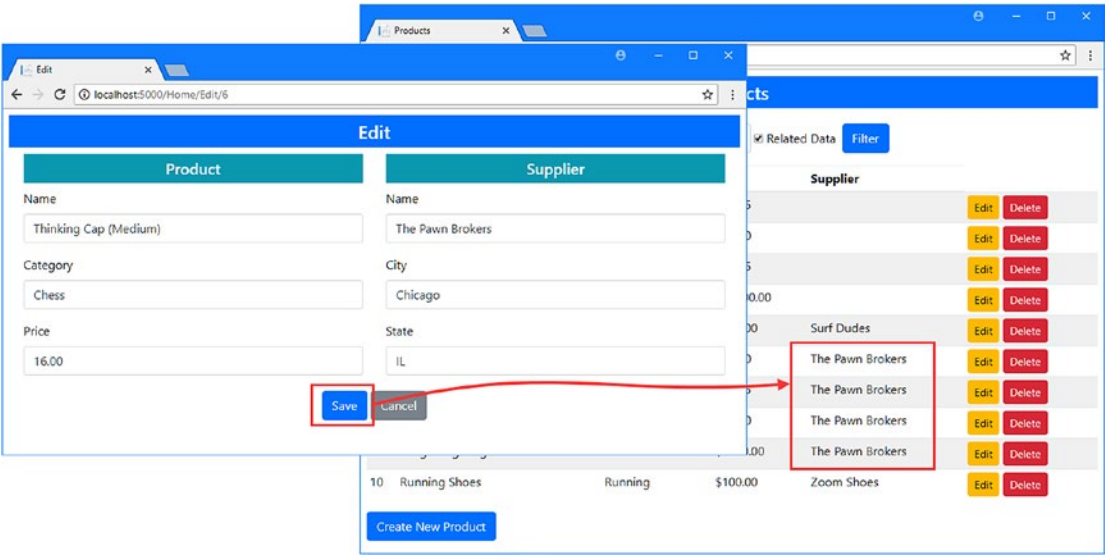 Products
Edit
localhost:5000/Home/Edit/6
cts
Edit
Related Data Filter
Product Supplier
Supplier
Name Name
Edit Delete
Thinking Cap (Medium) The Pawn Brokers
Edit Delete
Category City
Edit Delete
Chess Chicago
00.00 Edit Delete
Price State
00 Surf Dudes Edit Delete
16.00 IL
The Pawn Brokers Edit Delete
The Pawn Brokers Edit Delete
Save Cancel
The Pawn Brokers Edit Delete
.00 The Pawn Brokers Edit Delete
10 Running Shoes Running $100.00 Zoom Shoes Edit Delete
Create New Product